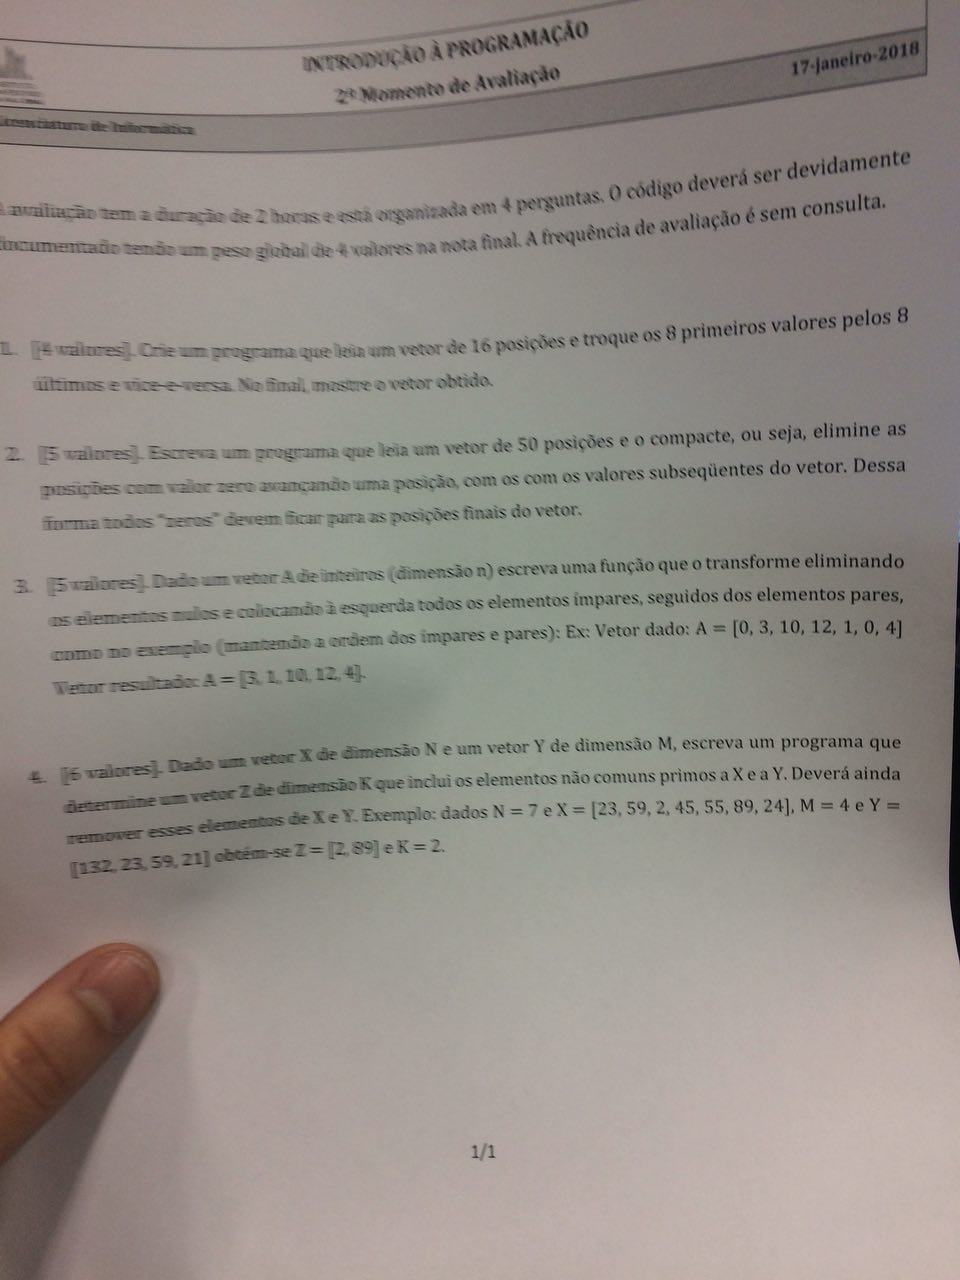 INTRODUÇÃO À PROGRAMAÇÃO
2º Momento de Avaliação
17-janeiro-2018
Licenciatura de Informática
A avaliação tem a duração de 2 horas e está organizada em 4 perguntas. O código deverá ser devidamente
documentado tendo um peso global de 4 valores na nota final. A frequência de avaliação é sem consulta.
1. [4 valores]. Crie um programa que leia um vetor de 16 posições e troque os 8 primeiros valores pelos 8
últimos e vice-e-versa. No final, mostre o vetor obtido.
2. [5 valores]. Escreva um programa que leia um vetor de 50 posições e o compacte, ou seja, elimine as
posições com valor zero avançando uma posição, com os com os valores subseqüentes do vetor. Dessa
forma todos "zeros" devem ficar para as posições finais do vetor.
3. [5 valores]. Dado um vetor A de inteiros (dimensão n) escreva uma função que o transforme eliminando
os elementos nulos e colocando à esquerda todos os elementos ímpares, seguidos dos elementos pares,
como no exemplo (mantendo a ordem dos ímpares e pares): Ex: Vetor dado: A = [0, 3, 10, 12, 1, 0, 4]
Vetor resultado: A = [3, 1, 10, 12, 4].
4. [6 valores]. Dado um vetor X de dimensão N e um vetor Y de dimensão M, escreva um programa que
determine um vetor Z de dimensão K que inclui os elementos não comuns primos a X e a Y. Deverá ainda
remover esses elementos de X e Y. Exemplo: dados N = 7 e X = [23, 59, 2, 45, 55, 89, 24], M = 4 e Y =
[132, 23, 59, 21] obtém-se Z = [2, 89] e K = 2.
1/1